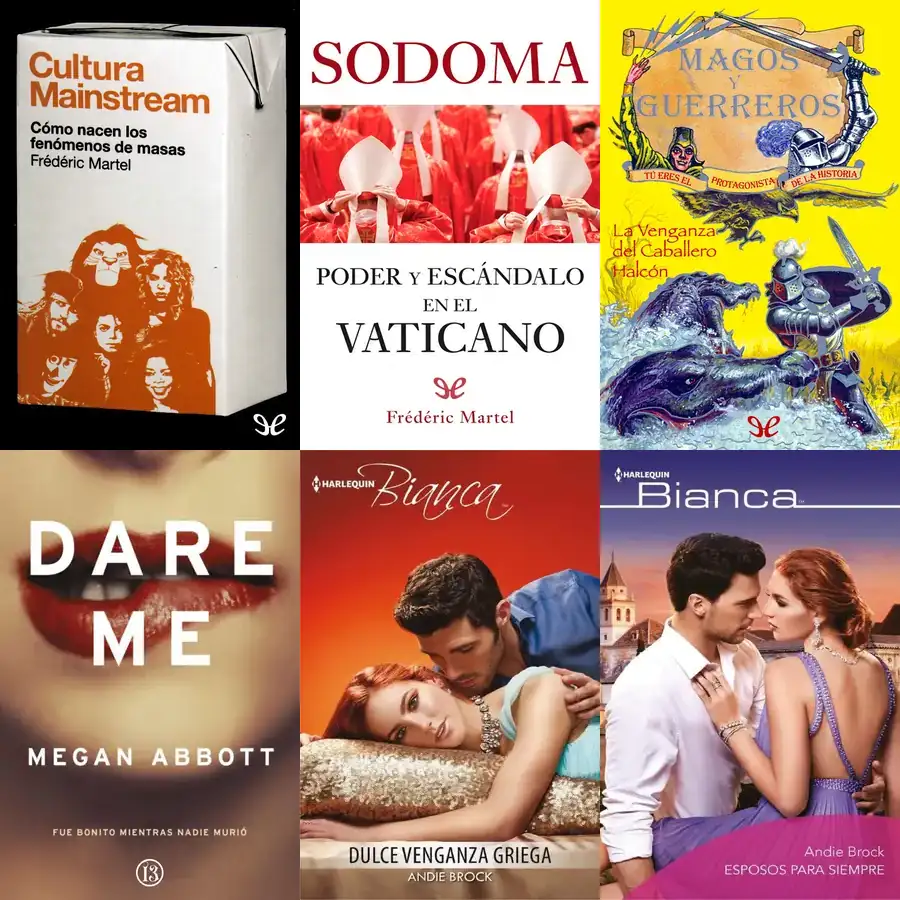 Cultura
Mainstream
Cómo nacen los
fenómenos de masas
Frédéric Martel
SODOMA
PODER Y ESCÁNDALO
EN EL
VATICANO
Frédéric Martel
MAGOS
Y
GUERREROS
TÚ ERES EL PROTAGONISTA DE LA HISTORIA
La Venganza
del Caballero
Halcón
DARE
ME
MEGAN ABBOTT
FUE BONITO MIENTRAS NADIE MURIÓ
13
HARLEQUIN
Bianca™
DULCE VENGANZA GRIEGA
ANDIE BROCK
HARLEQUIN
Bianca™
Andie Brock
ESPOSOS PARA SIEMPRE